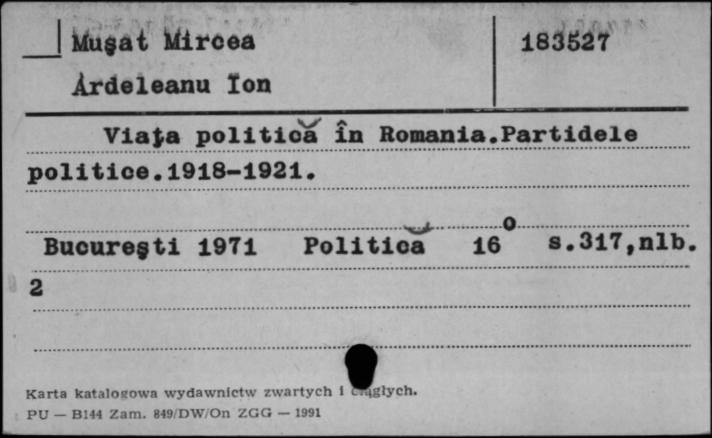 Muşat Mircea 183527
Ardeleanu Ion
Viaţa politică în Romania.Partidele
politice.1918-1921.
Bucureşti 1971 Politică 16° s.317,nlb.
2
Karta katalogowa wydawnictw zwartych i ciągłych.
PU — B144 Zam. 849/DW/On ZGG — 1991